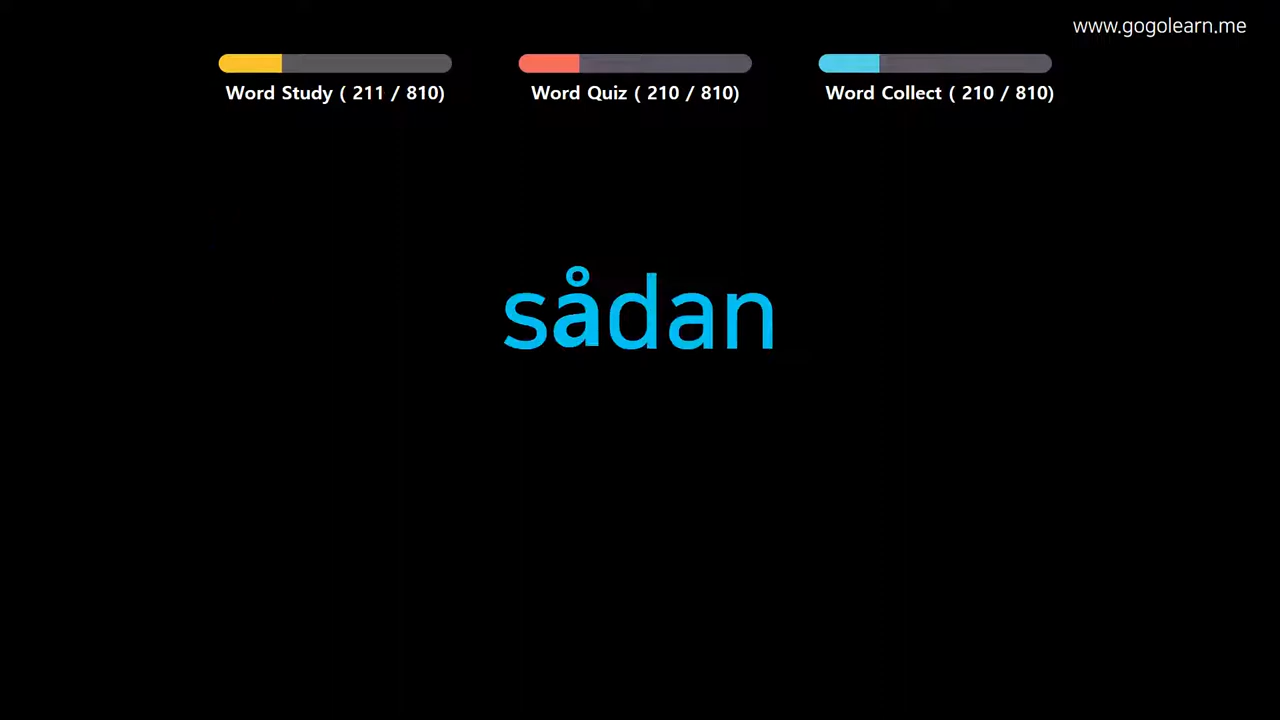 www.gogolearn.me
Word Study ( 211 / 810)
Word Quiz ( 210 / 810)
Word Collect ( 210 / 810)
sådan